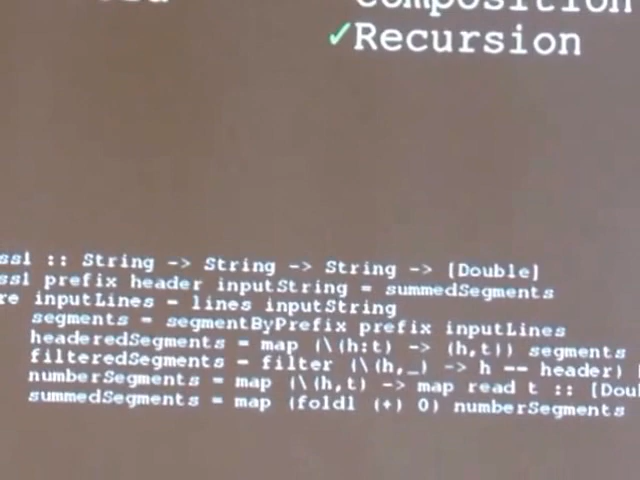 Composition
✓Recursion
ssl :: String -> String -> String -> [Double]
ssl prefix header inputString = summedSegments
re inputLines = lines inputString
segments = segmentByPrefix prefix inputLines
headeredSegments = map (\(h:t) -> (h,t)) segments
filteredSegments = filter (\(h,_) -> h == header)
numberSegments = map (\(h,t) -> map read t :: [Dou
summedSegments = map (foldl (+) 0) numberSegments